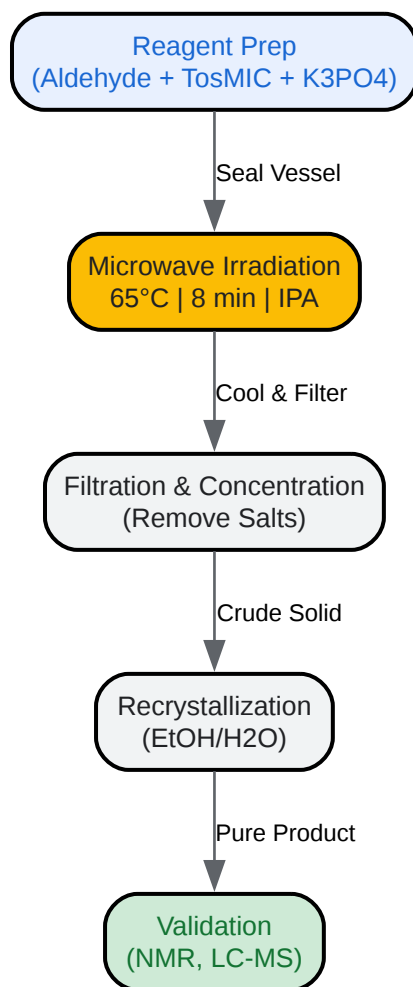 Reagent Prep
(Aldehyde + TosMIC + K3PO4)
Seal Vessel
Microwave Irradiation
65°C | 8 min | IPA
Cool & Filter
Filtration & Concentration
(Remove Salts)
Crude Solid
Recrystallization
(EtOH/H2O)
Pure Product
Validation
(NMR, LC-MS)